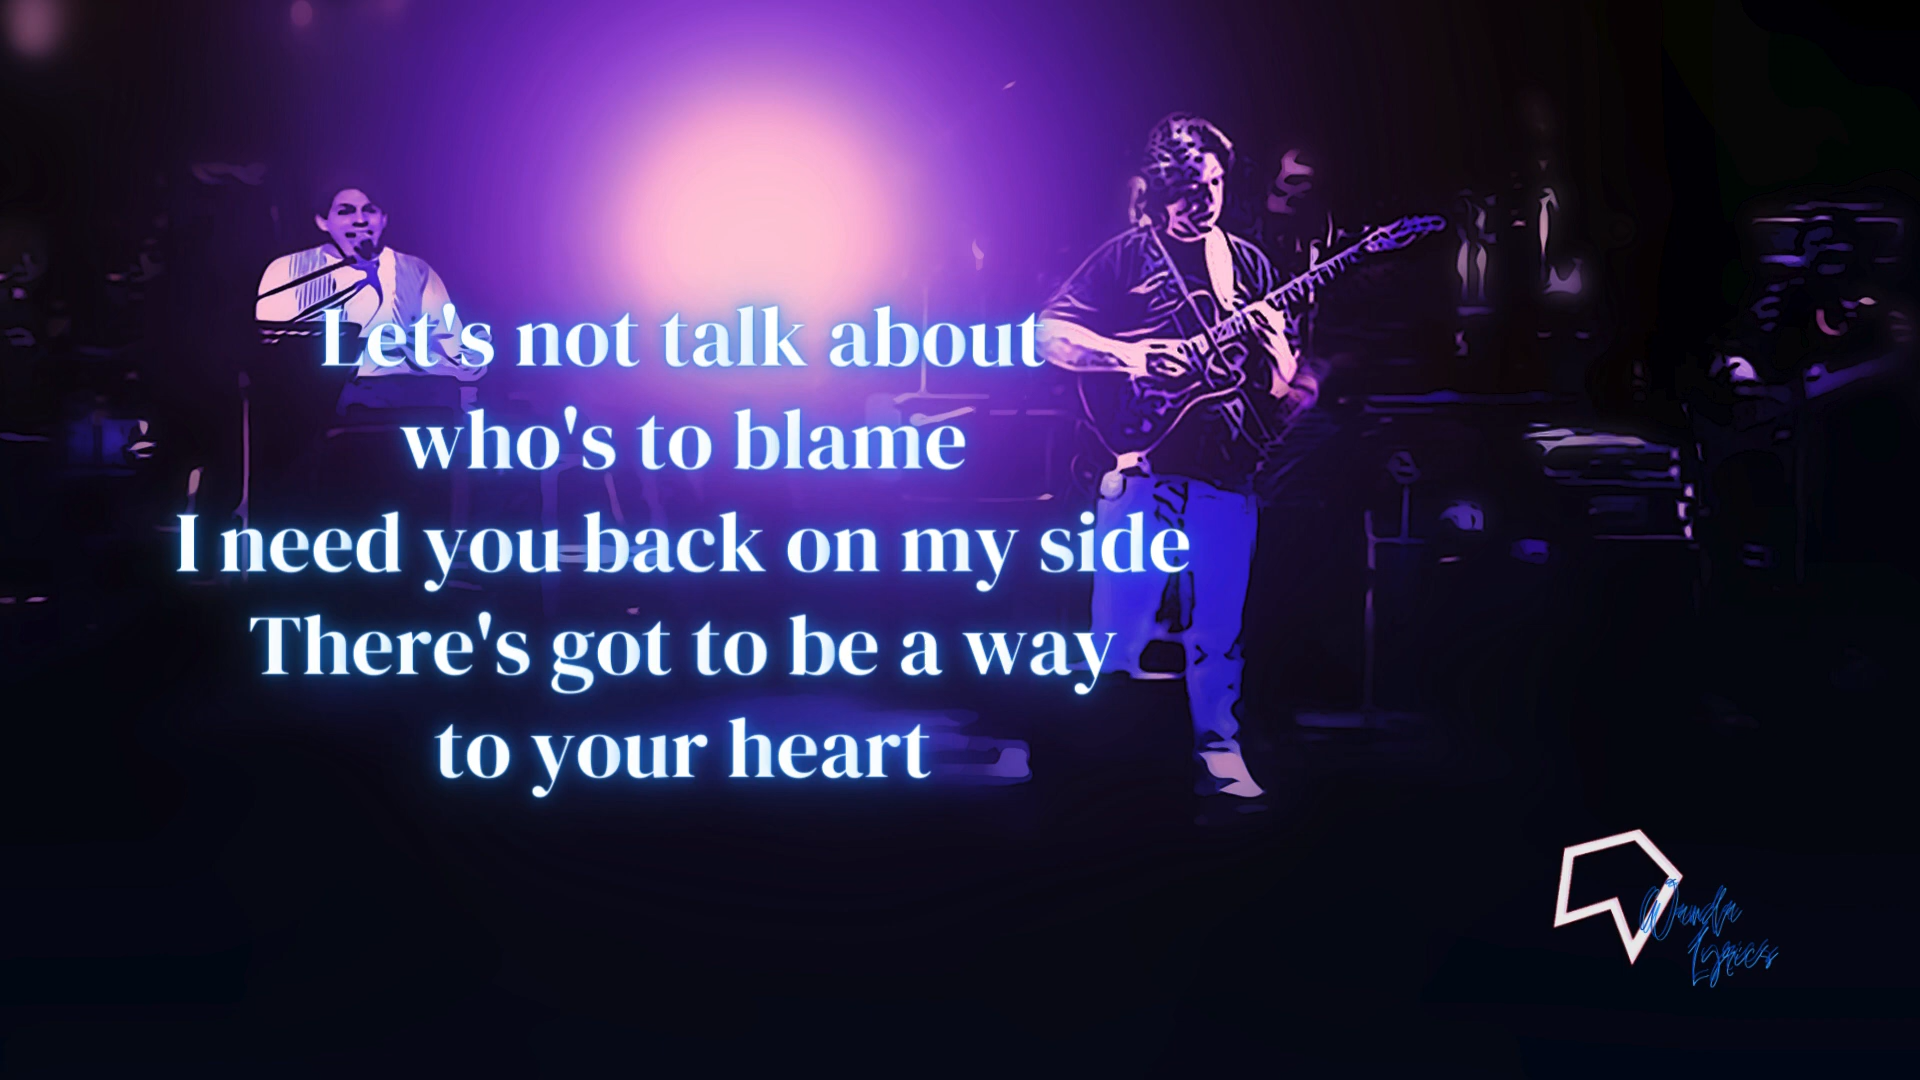 Let's not talk about
who's to blame
I need you back on my side
There's got to be a way
to your heart
Wanda
Lyrics